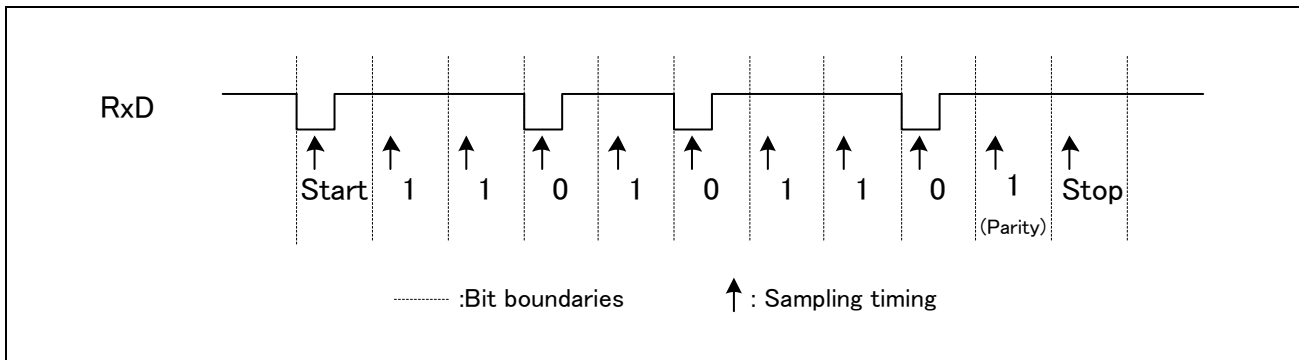 RxD
Start 1 1 0 1 0 1 1 0 1 Stop
(Parity)
:Bit boundaries : Sampling timing